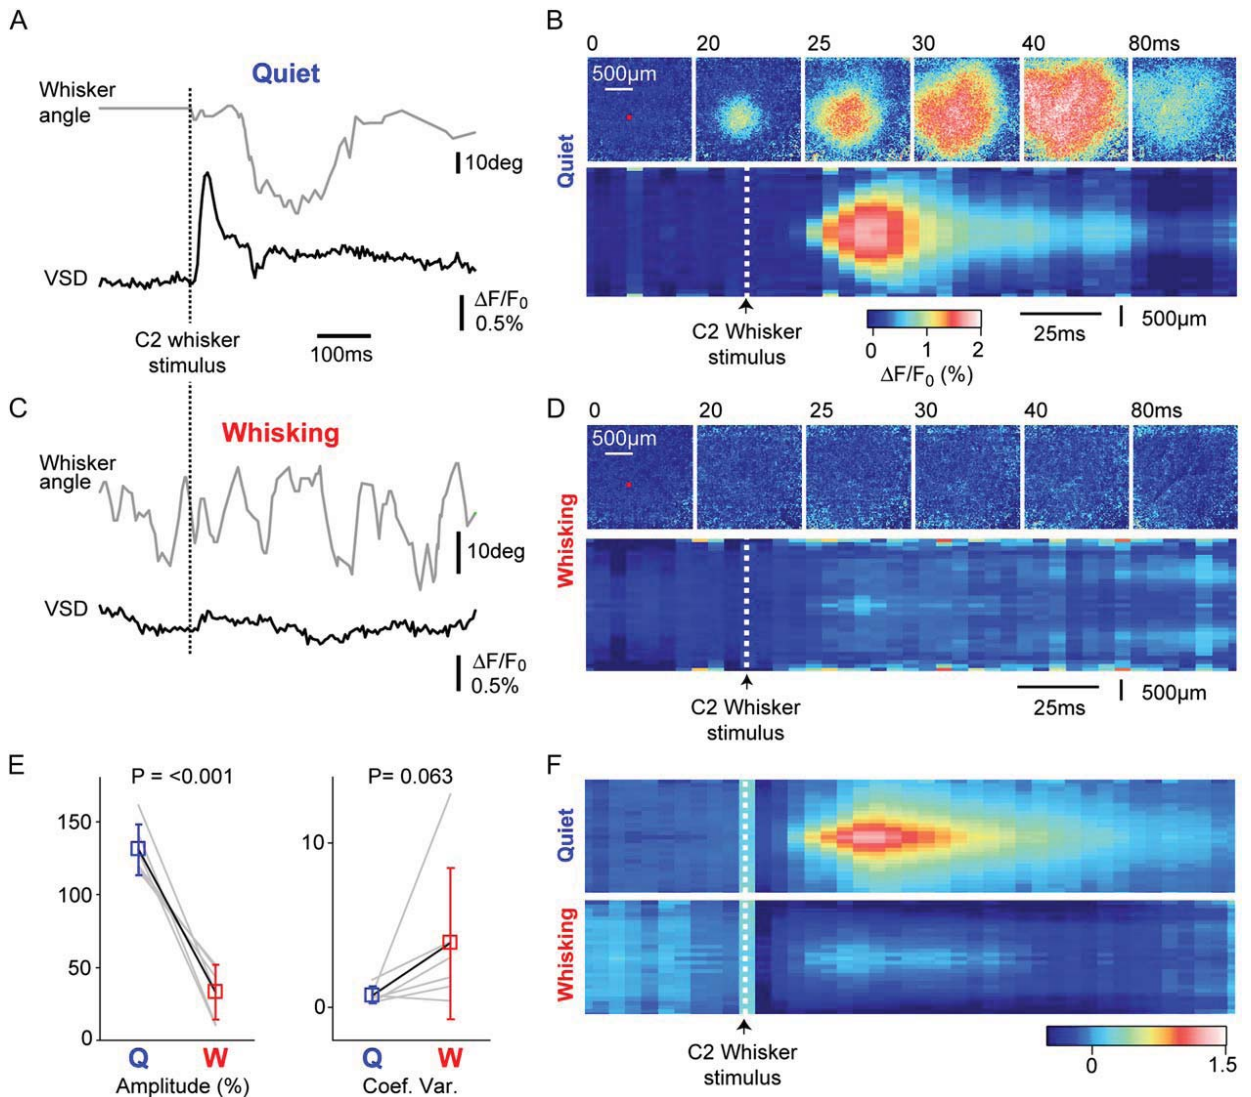 A
Quiet
Whisker
angle
10deg
VSD
ΔF/F0
0.5%
C2 whisker
stimulus
100ms
B
0 20 25 30 40 80ms
500µm
Quiet
C2 Whisker
stimulus
0 1 2
ΔF/F0 (%)
25ms
500µm
C
Whisking
Whisker
angle
10deg
VSD
ΔF/F0
0.5%
D
0 20 25 30 40 80ms
500µm
Whisking
C2 Whisker
stimulus
25ms
500µm
E
P = <0.001
150
100
50
0
Q W
Amplitude (%)
P= 0.063
10
0
Q W
Coef. Var.
F
Quiet
Whisking
C2 Whisker
stimulus
0 1.5